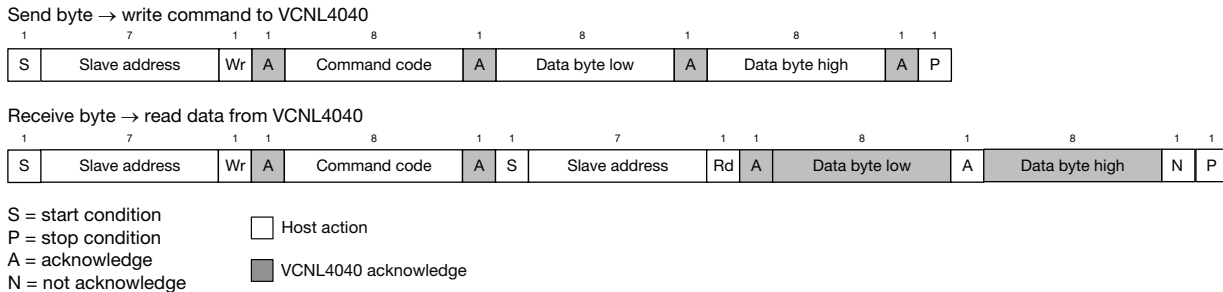 Send byte → write command to VCNL4040
1 7 1 1 8 1 8 1 8 1 1
S Slave address Wr A Command code A Data byte low A Data byte high A P
Receive byte → read data from VCNL4040
1 7 1 1 8 1 1 7 1 1 8 1 8 1 1
S Slave address Wr A Command code A S Slave address Rd A Data byte low A Data byte high N P
S = start condition
P = stop condition
A = acknowledge
N = not acknowledge
Host action
VCNL4040 acknowledge